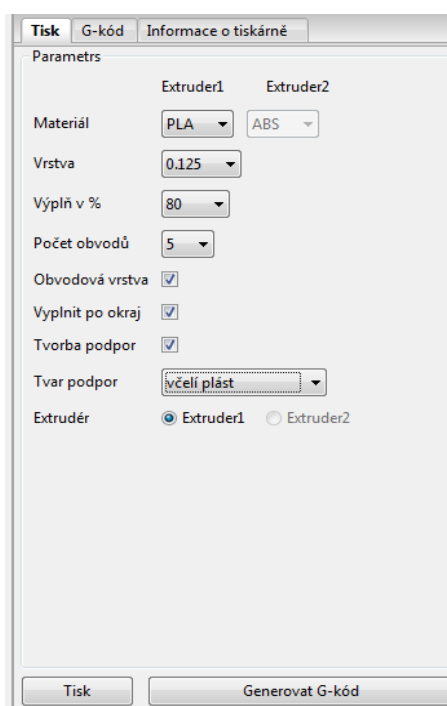 Tisk G-kód Informace o tiskárně
Parametrs
Extruder1 Extruder2
Materiál PLA ABS
Vrstva 0.125
Výplň v % 80
Počet obvodů 5
Obvodová vrstva
Vyplnit po okraj
Tvorba podpor
Tvar podpor včelí plást
Extrudér Extruder1 Extruder2
Tisk Generovat G-kód